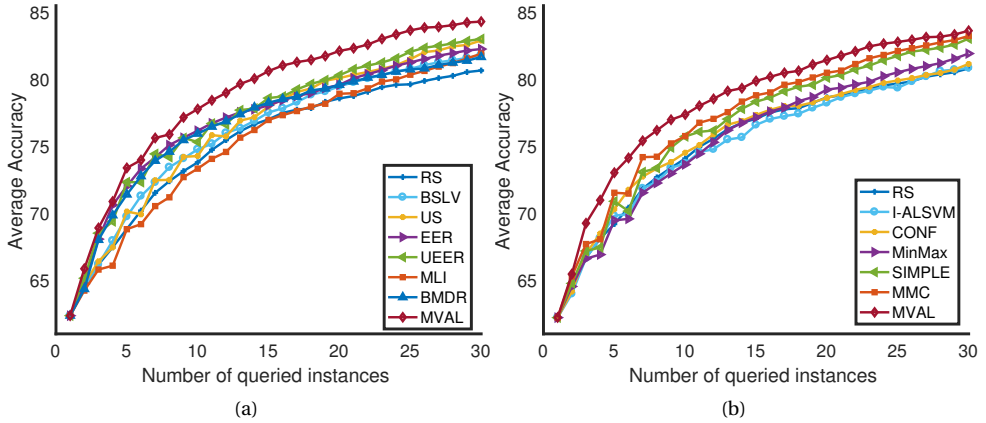 85
80
75
70
65
Average Accuracy
0 5 10 15 20 25 30
Number of queried instances
RS
BSLV
US
EER
UEER
MLI
BMDR
MVAL
(a)
85
80
75
70
65
Average Accuracy
0 5 10 15 20 25 30
Number of queried instances
RS
I-ALSVM
CONF
MinMax
SIMPLE
MMC
MVAL
(b)